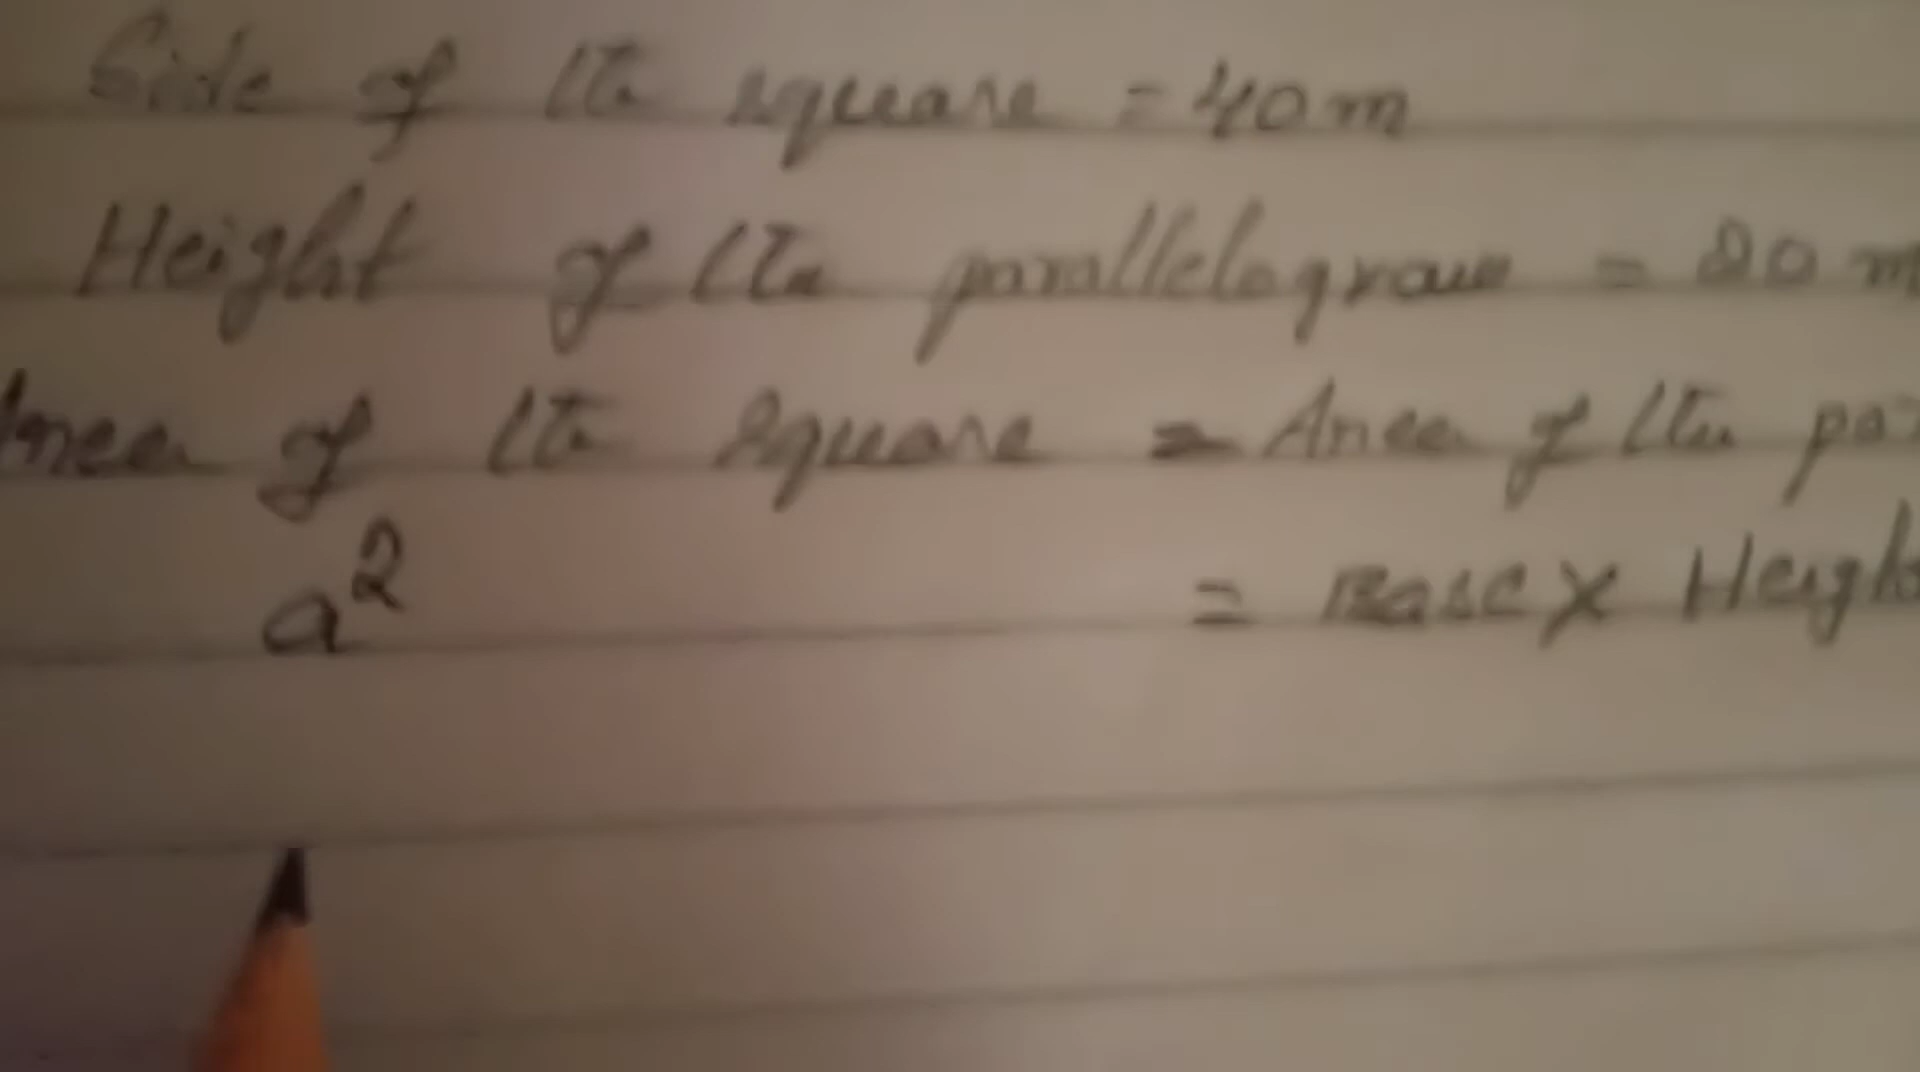 Side of the square = 40 m
Height of the parallelogram = 20 m
Area of the square = Area of the par
a² = Base × Height